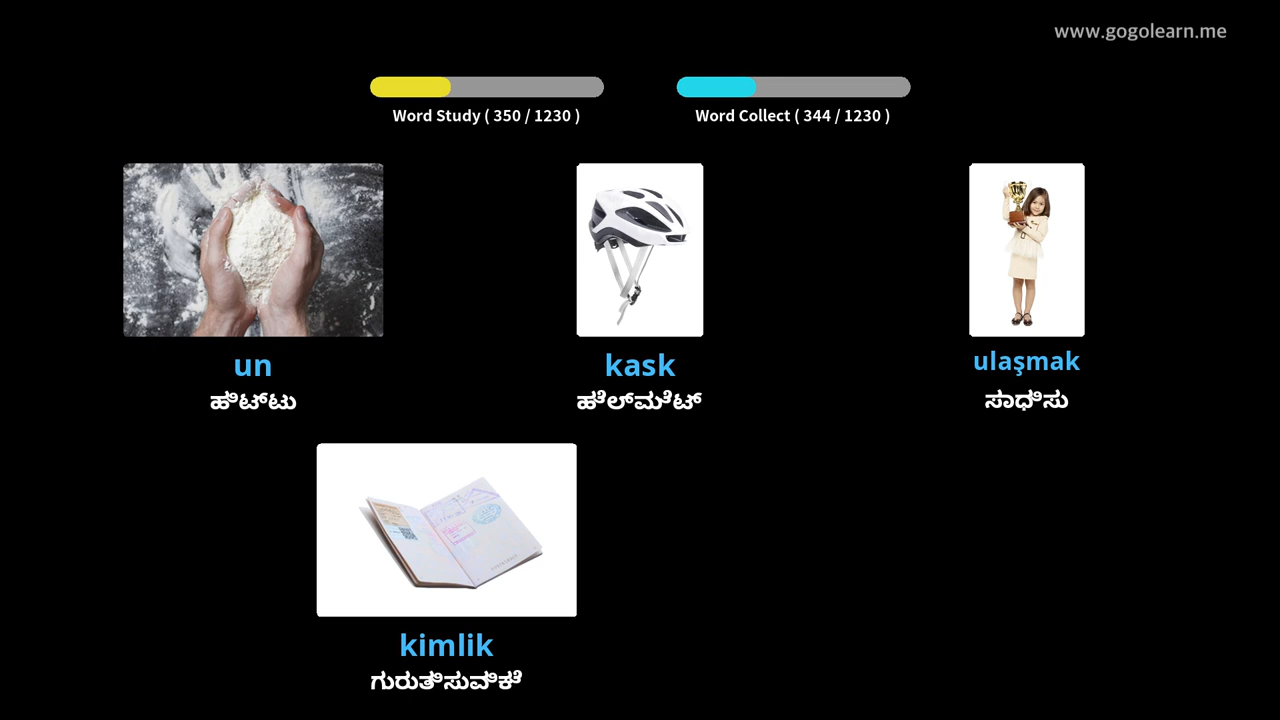 www.gogolearn.me
Word Study ( 350 / 1230 )
Word Collect ( 344 / 1230 )
un
ಹಿಟ್ಟು
kask
ಹೆಲ್ಮೆಟ್
ulaşmak
ಸಾಧಿಸು
kimlik
ಗುರುತಿಸುವಿಕೆ